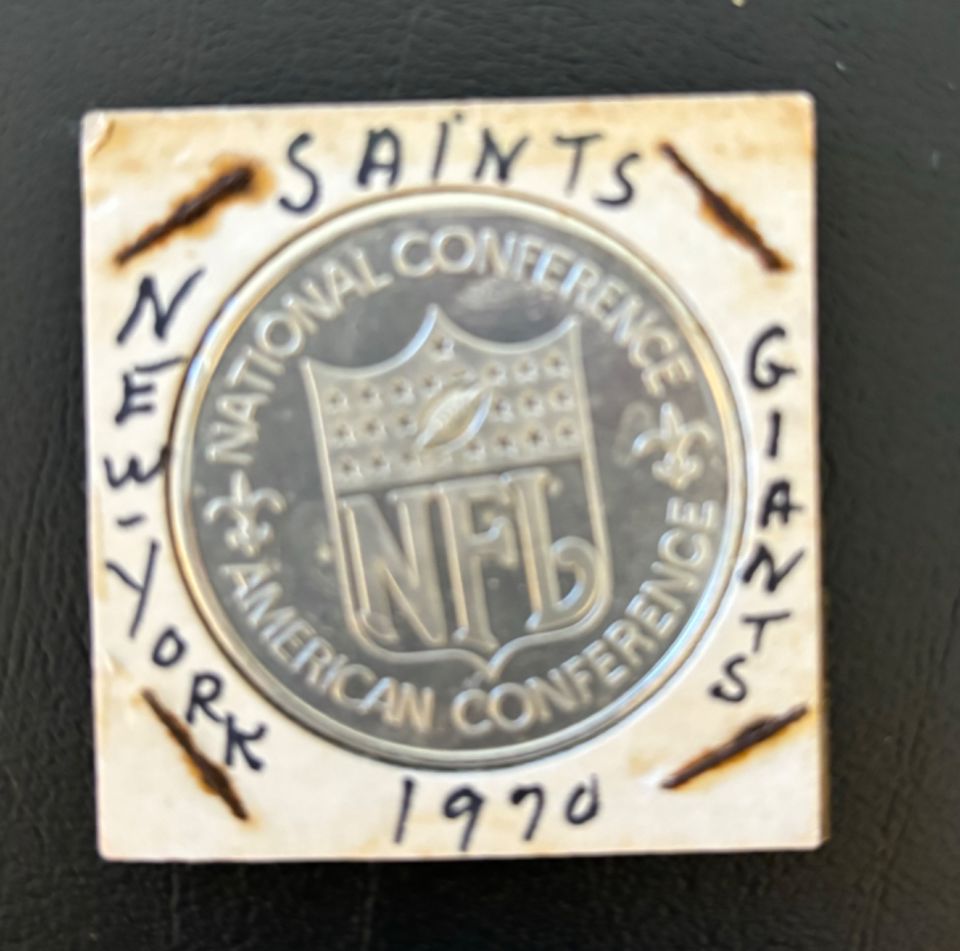 SAINTS
NEW-YORK
GIANTS
NATIONAL CONFERENCE
NFL
AMERICAN CONFERENCE
1970